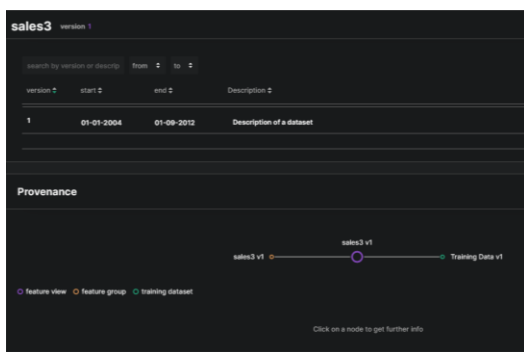 sales3 version 1
search by version or descrip from to
version start end Description
1 01-01-2004 01-09-2012 Description of a dataset
Provenance
sales3 v1
sales3 v1 Training Data v1
feature view feature group training dataset
Click on a node to get further info